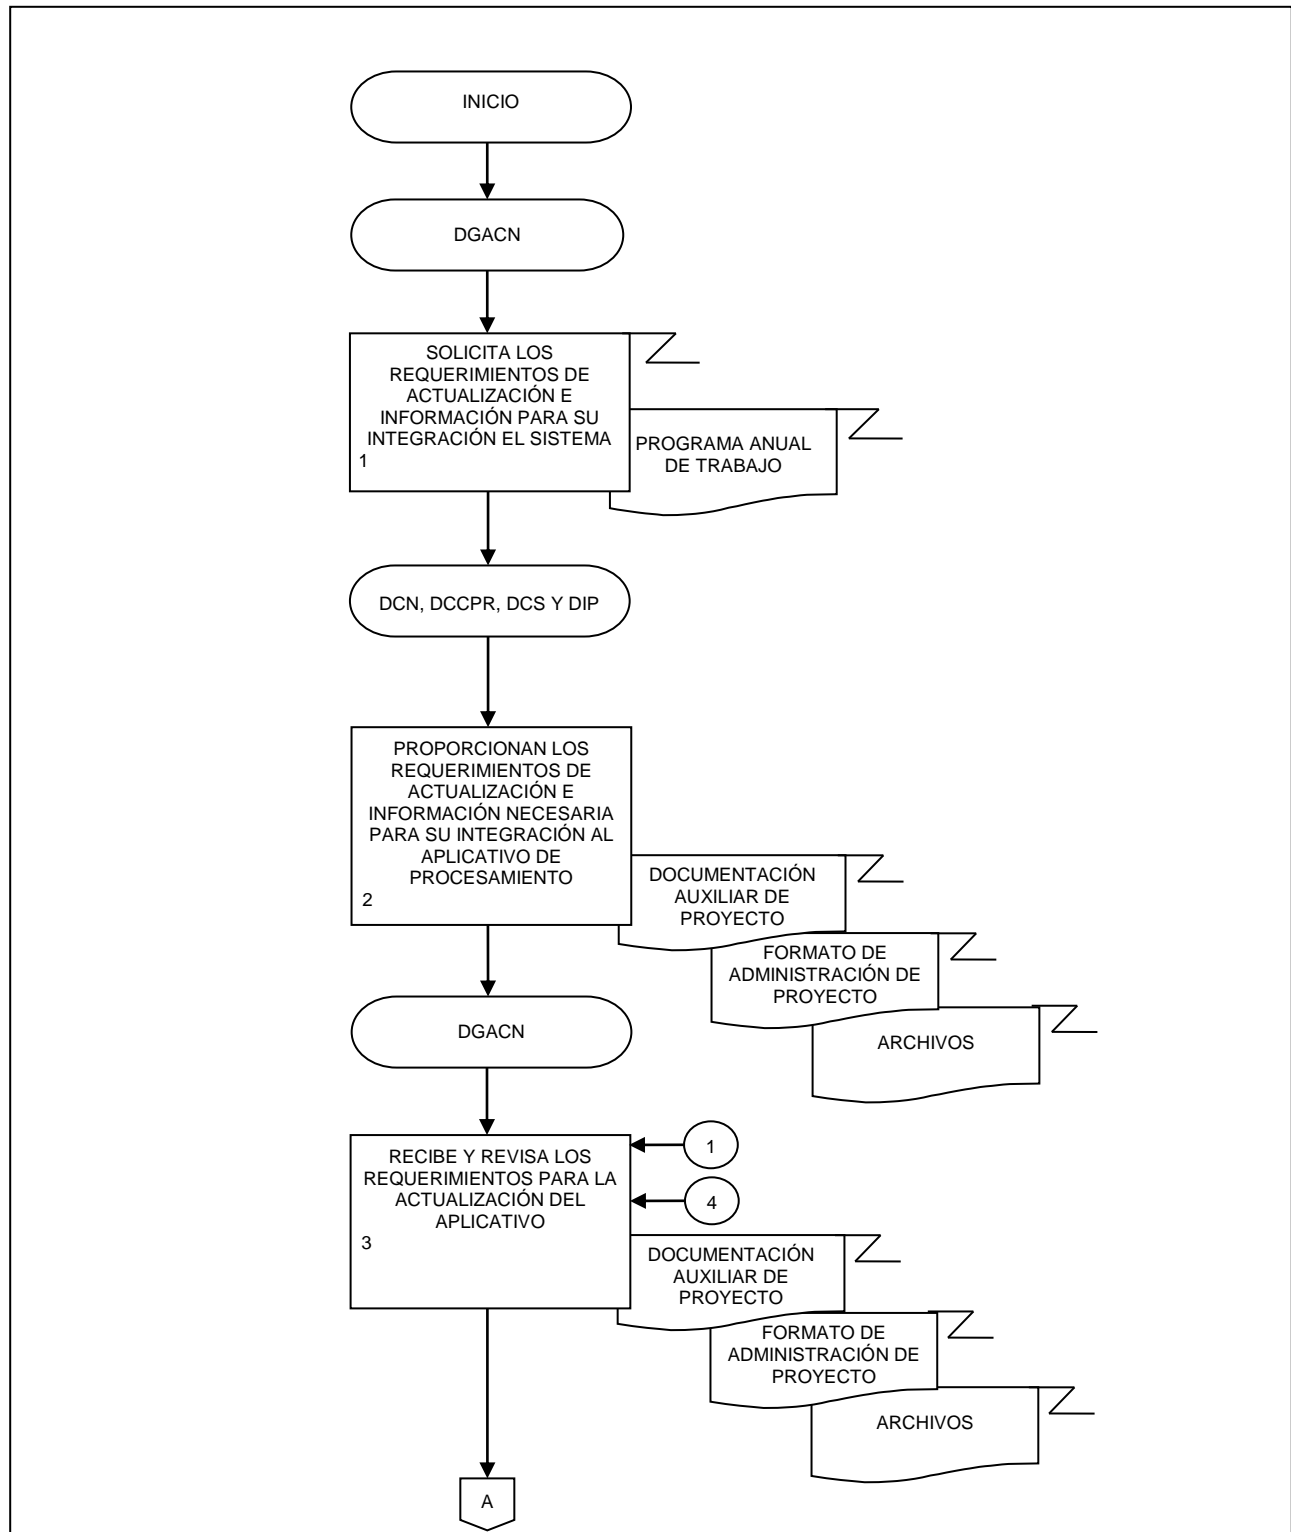 INICIO
DGACN
SOLICITA LOS
REQUERIMIENTOS DE
ACTUALIZACIÓN E
INFORMACIÓN PARA SU
INTEGRACIÓN EL SISTEMA
1
PROGRAMA ANUAL
DE TRABAJO
DCN, DCCPR, DCS Y DIP
PROPORCIONAN LOS
REQUERIMIENTOS DE
ACTUALIZACIÓN E
INFORMACIÓN NECESARIA
PARA SU INTEGRACIÓN AL
APLICATIVO DE
PROCESAMIENTO
2
DOCUMENTACIÓN
AUXILIAR DE
PROYECTO
FORMATO DE
ADMINISTRACIÓN DE
PROYECTO
ARCHIVOS
DGACN
RECIBE Y REVISA LOS
REQUERIMIENTOS PARA LA
ACTUALIZACIÓN DEL
APLICATIVO
3
1
4
DOCUMENTACIÓN
AUXILIAR DE
PROYECTO
FORMATO DE
ADMINISTRACIÓN DE
PROYECTO
ARCHIVOS
A